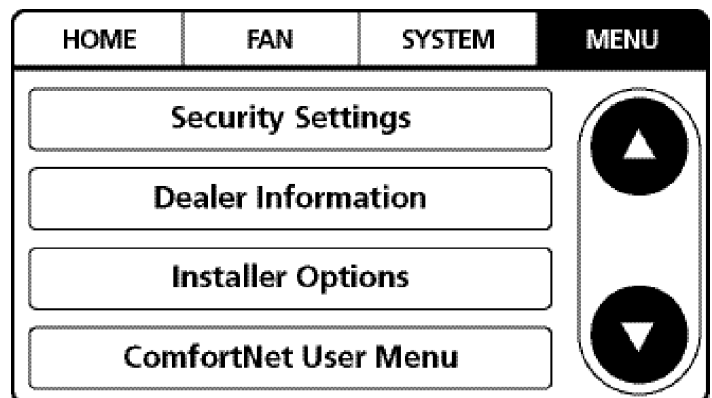 HOME FAN SYSTEM MENU
Security Settings
Dealer Information
Installer Options
ComfortNet User Menu